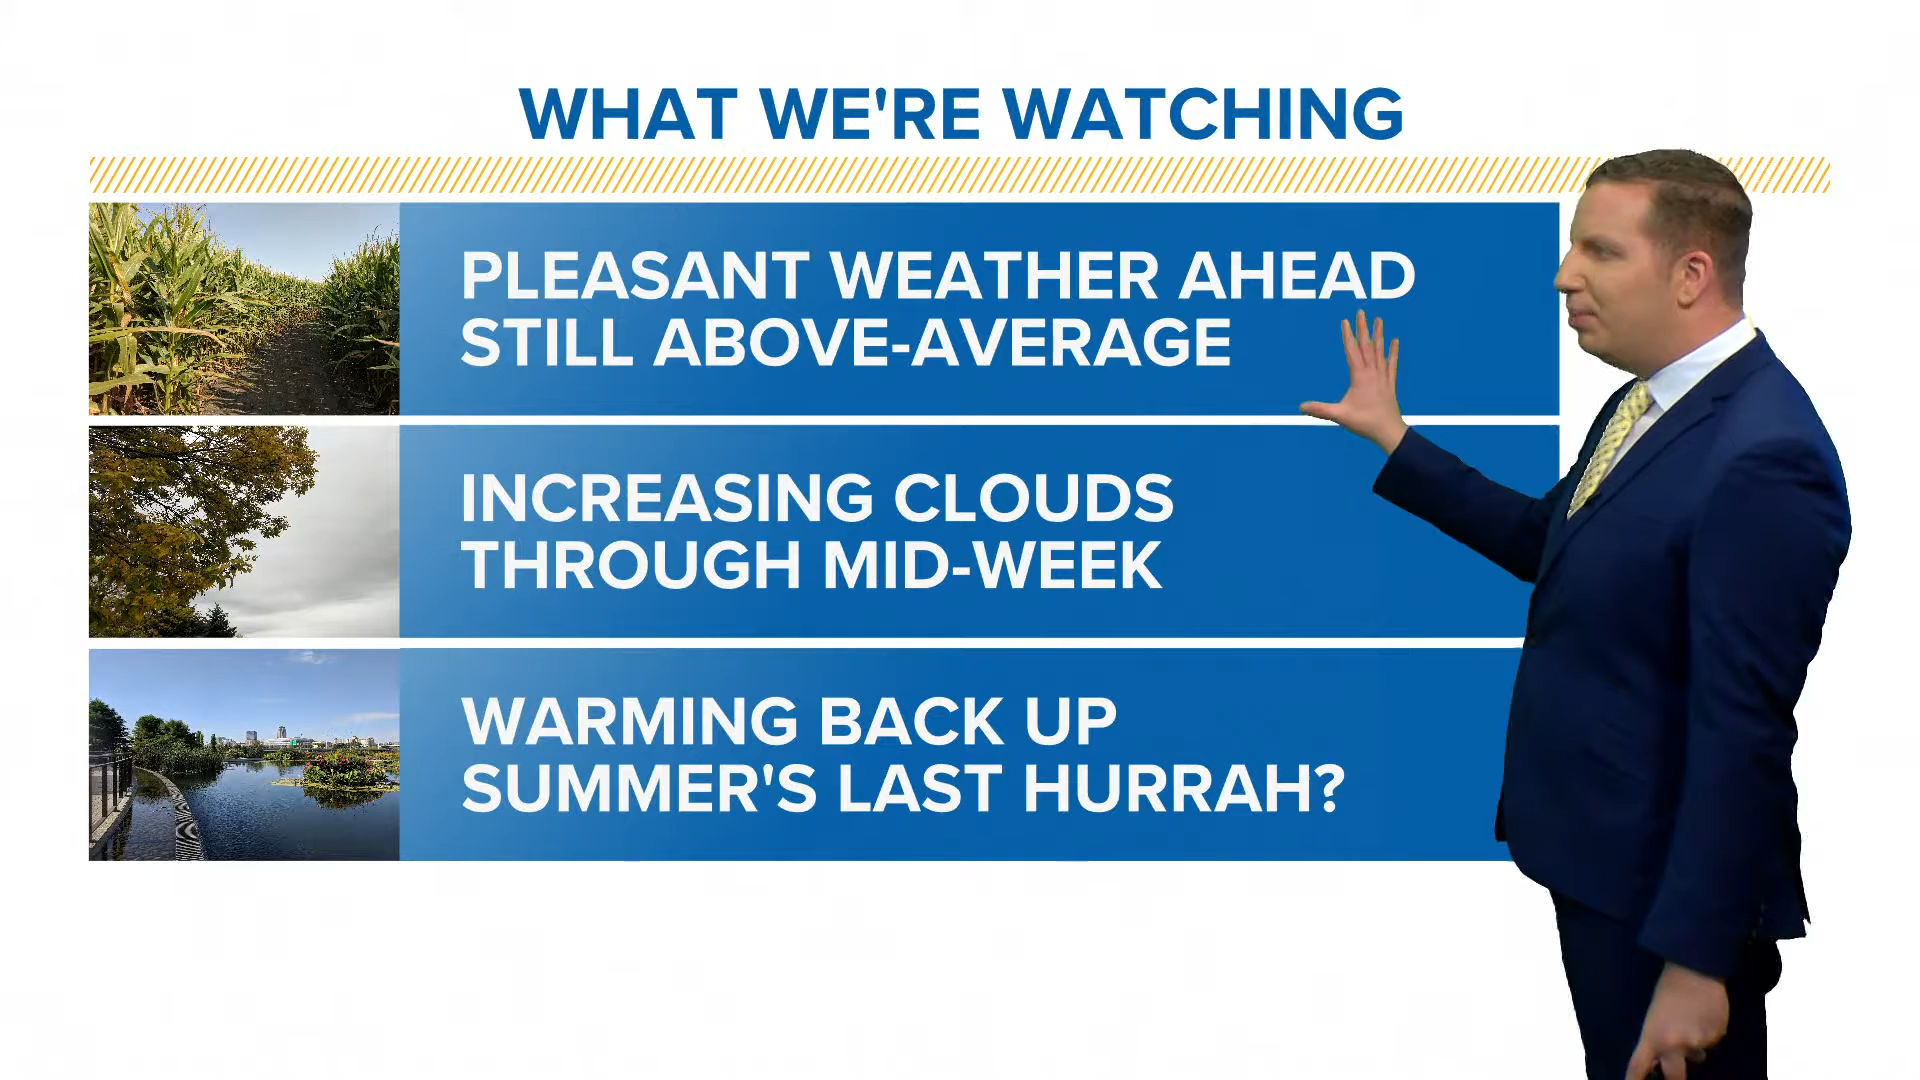 WHAT WE'RE WATCHING
PLEASANT WEATHER AHEAD
STILL ABOVE-AVERAGE
INCREASING CLOUDS
THROUGH MID-WEEK
WARMING BACK UP
SUMMER'S LAST HURRAH?